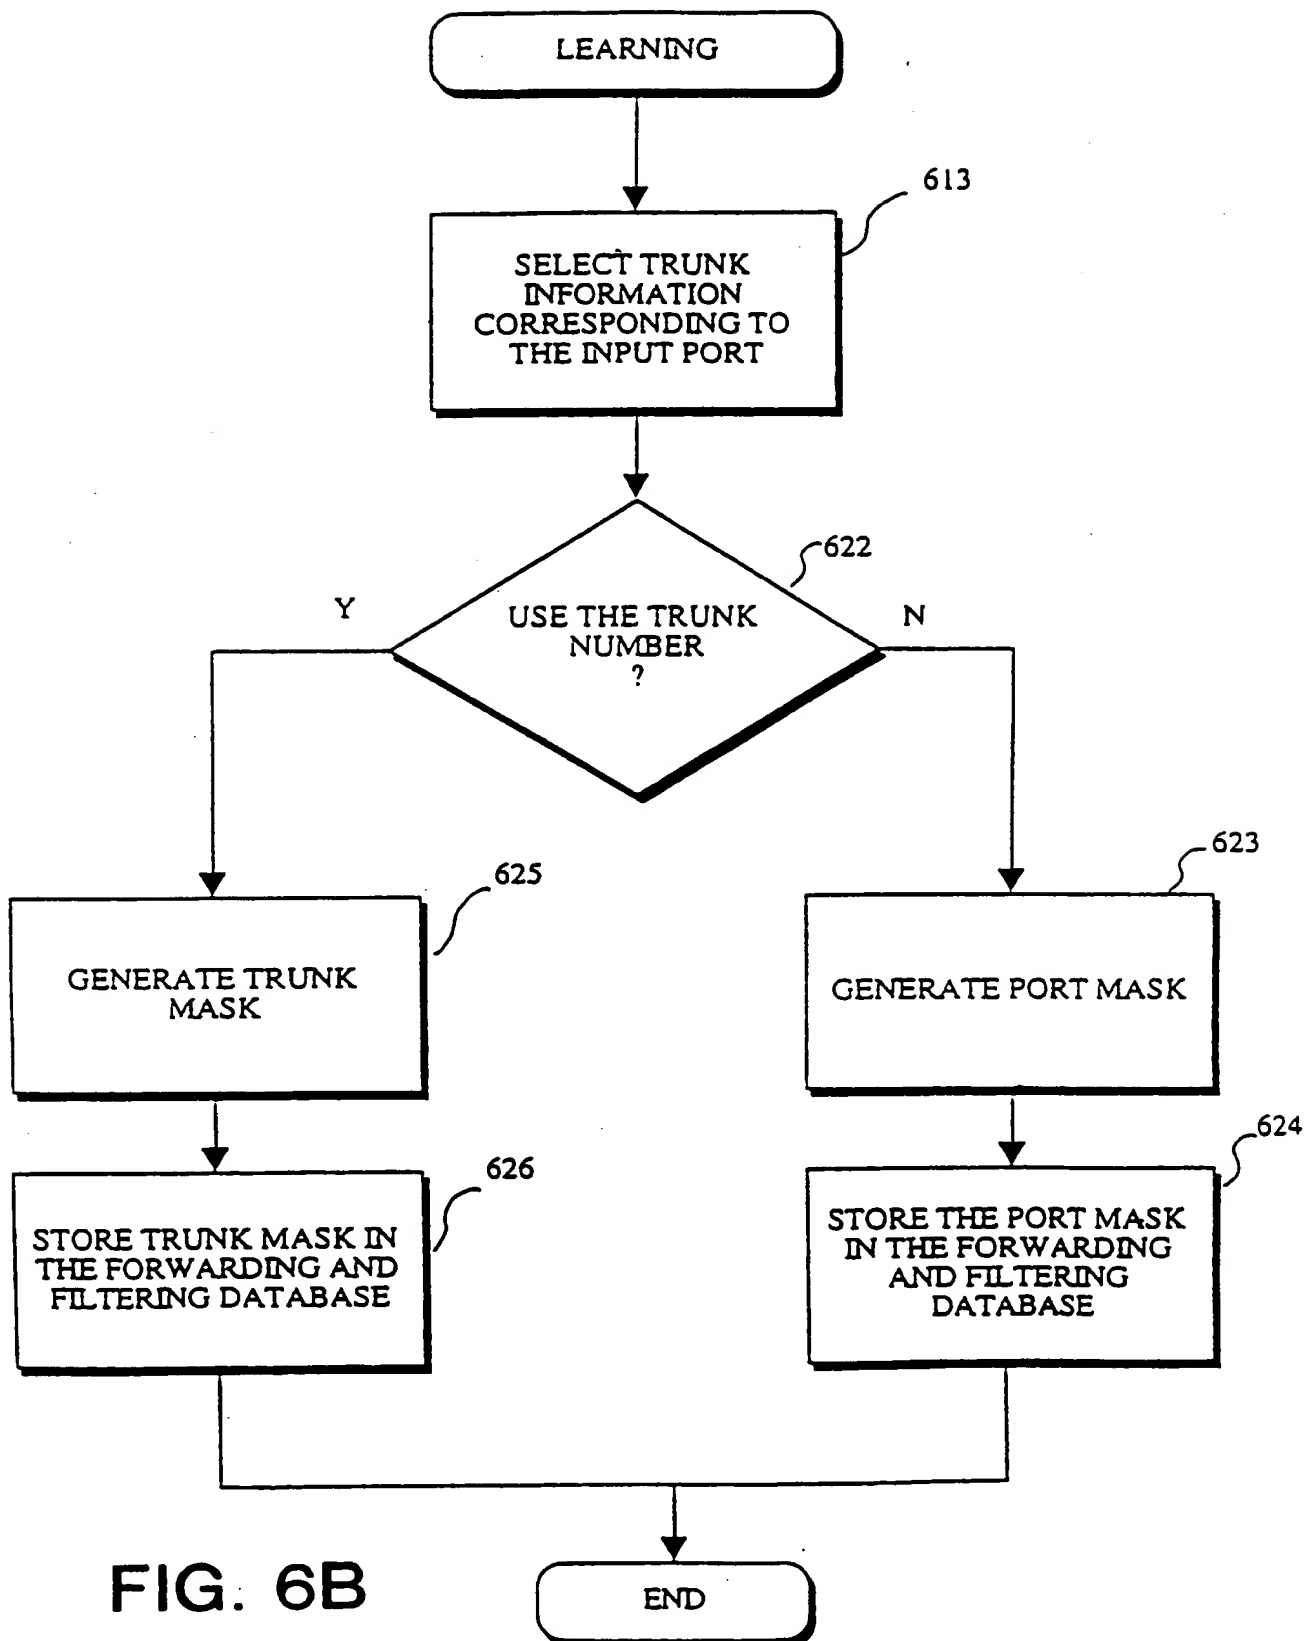 LEARNING
613
SELECT TRUNK
INFORMATION
CORRESPONDING TO
THE INPUT PORT
622
Y
USE THE TRUNK
NUMBER
?
N
625
GENERATE TRUNK
MASK
623
GENERATE PORT MASK
626
STORE TRUNK MASK IN
THE FORWARDING AND
FILTERING DATABASE
624
STORE THE PORT MASK
IN THE FORWARDING
AND FILTERING
DATABASE
FIG. 6B
END